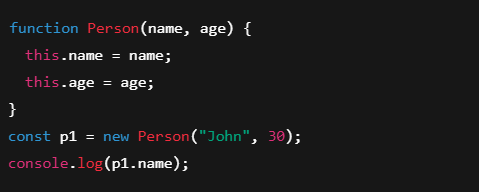 function Person(name, age) {
  this.name = name;
  this.age = age;
}
const p1 = new Person("John", 30);
console.log(p1.name);